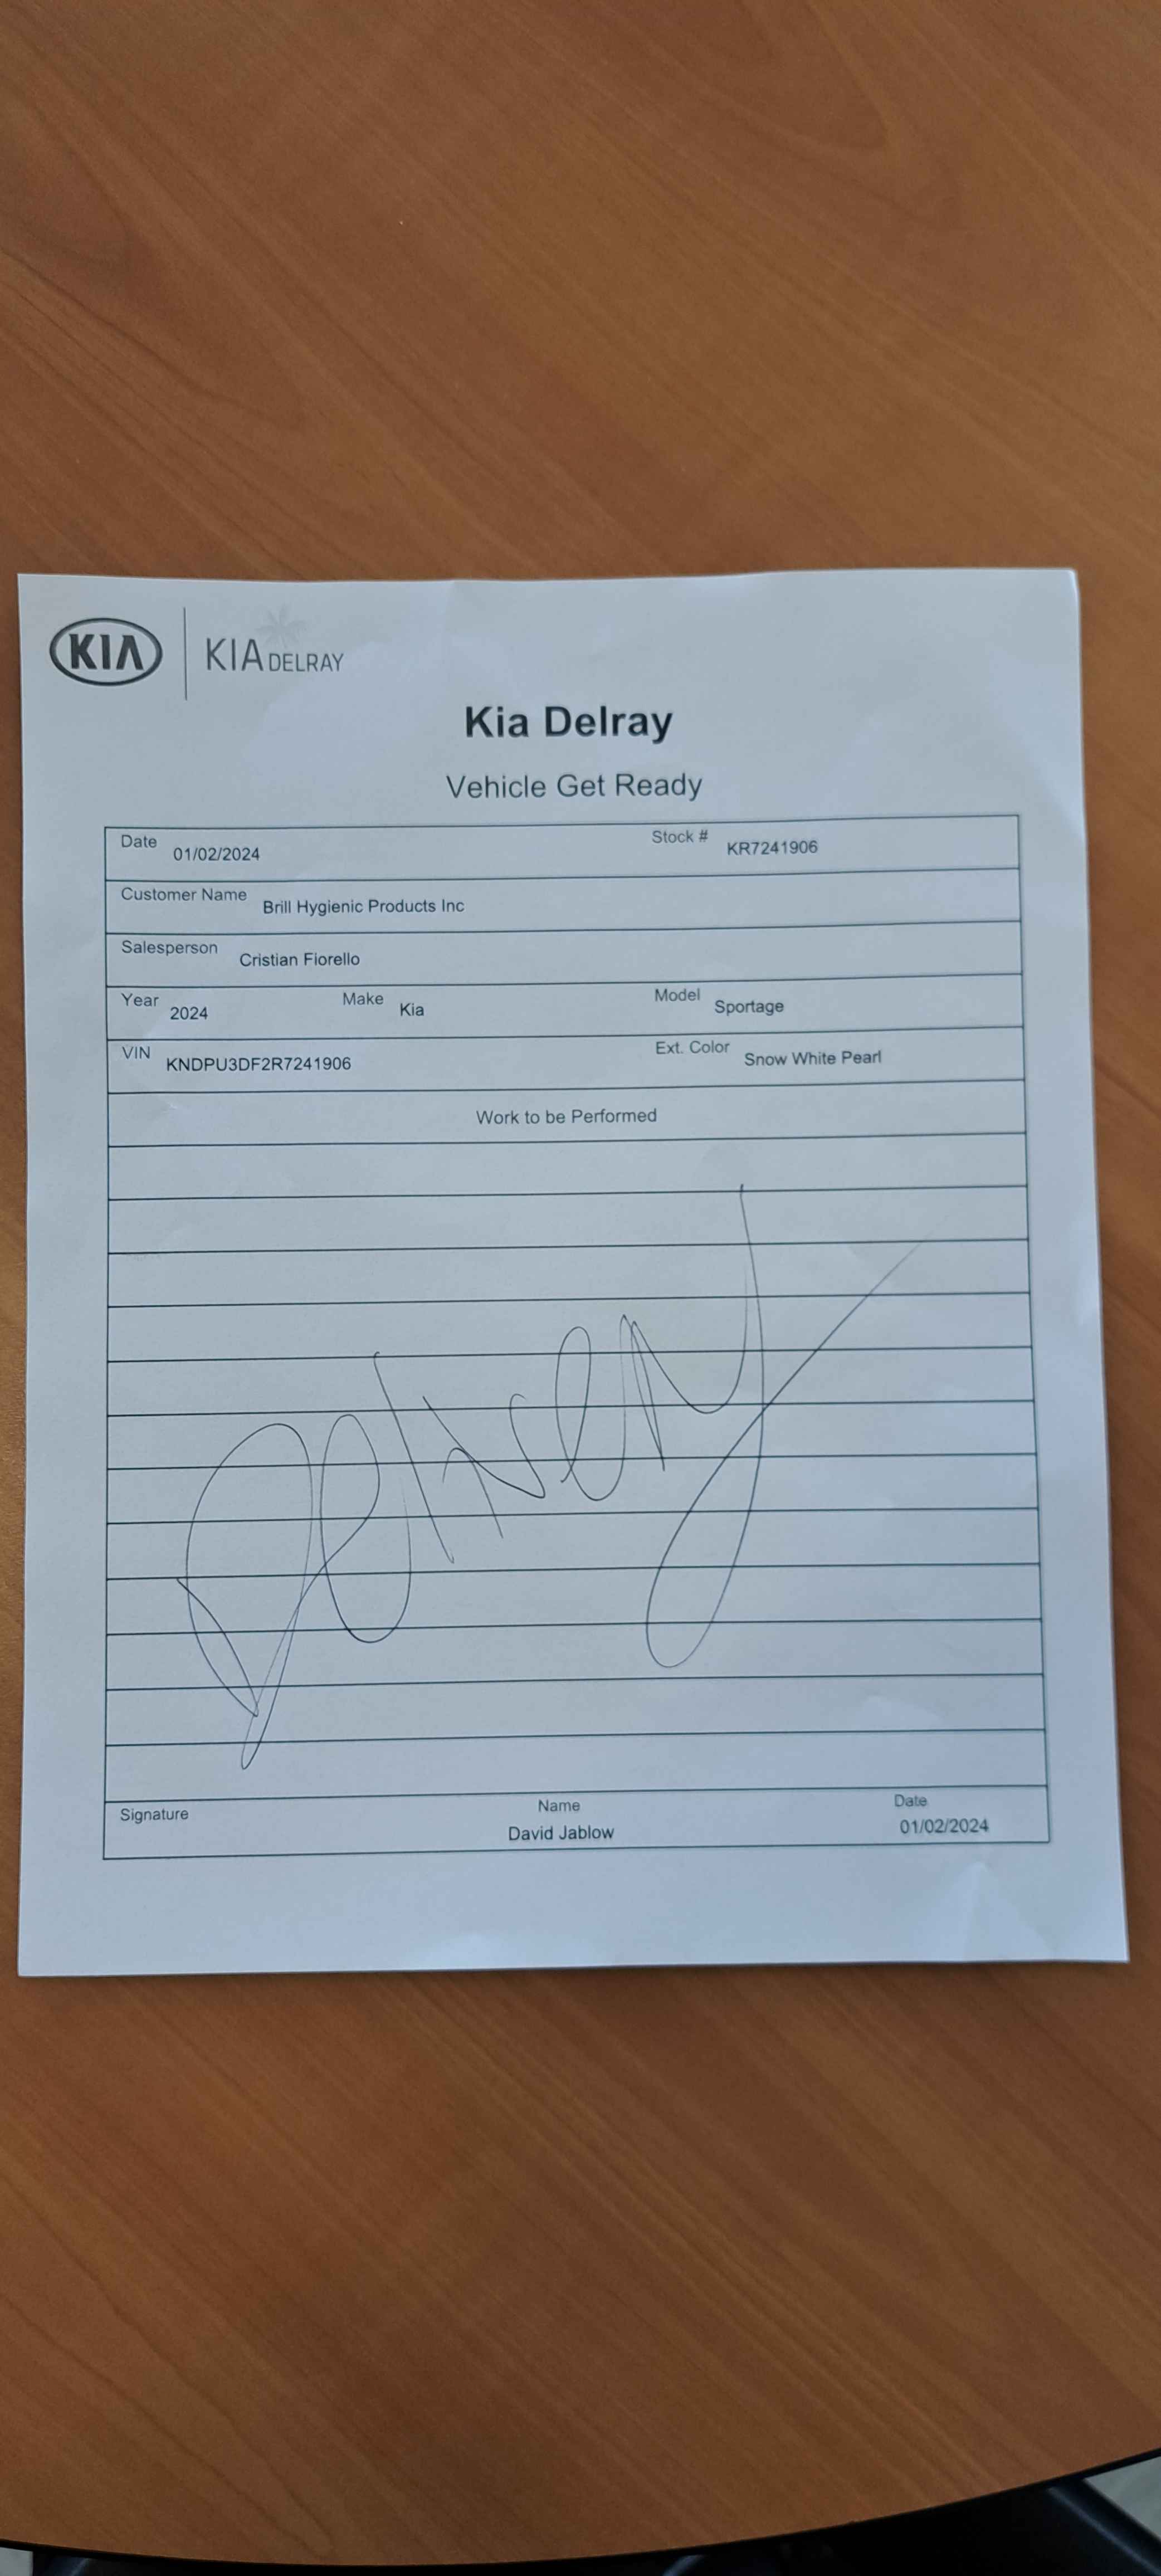 KIA KIA DELRAY
Kia Delray
Vehicle Get Ready
Date 01/02/2024 Stock # KR7241906
Customer Name Brill Hygienic Products Inc
Salesperson Cristian Fiorello
Year 2024 Make Kia Model Sportage
VIN KNDPU3DF2R7241906 Ext. Color Snow White Pearl
Work to be Performed
Delivery
Signature Name Date
David Jablow 01/02/2024